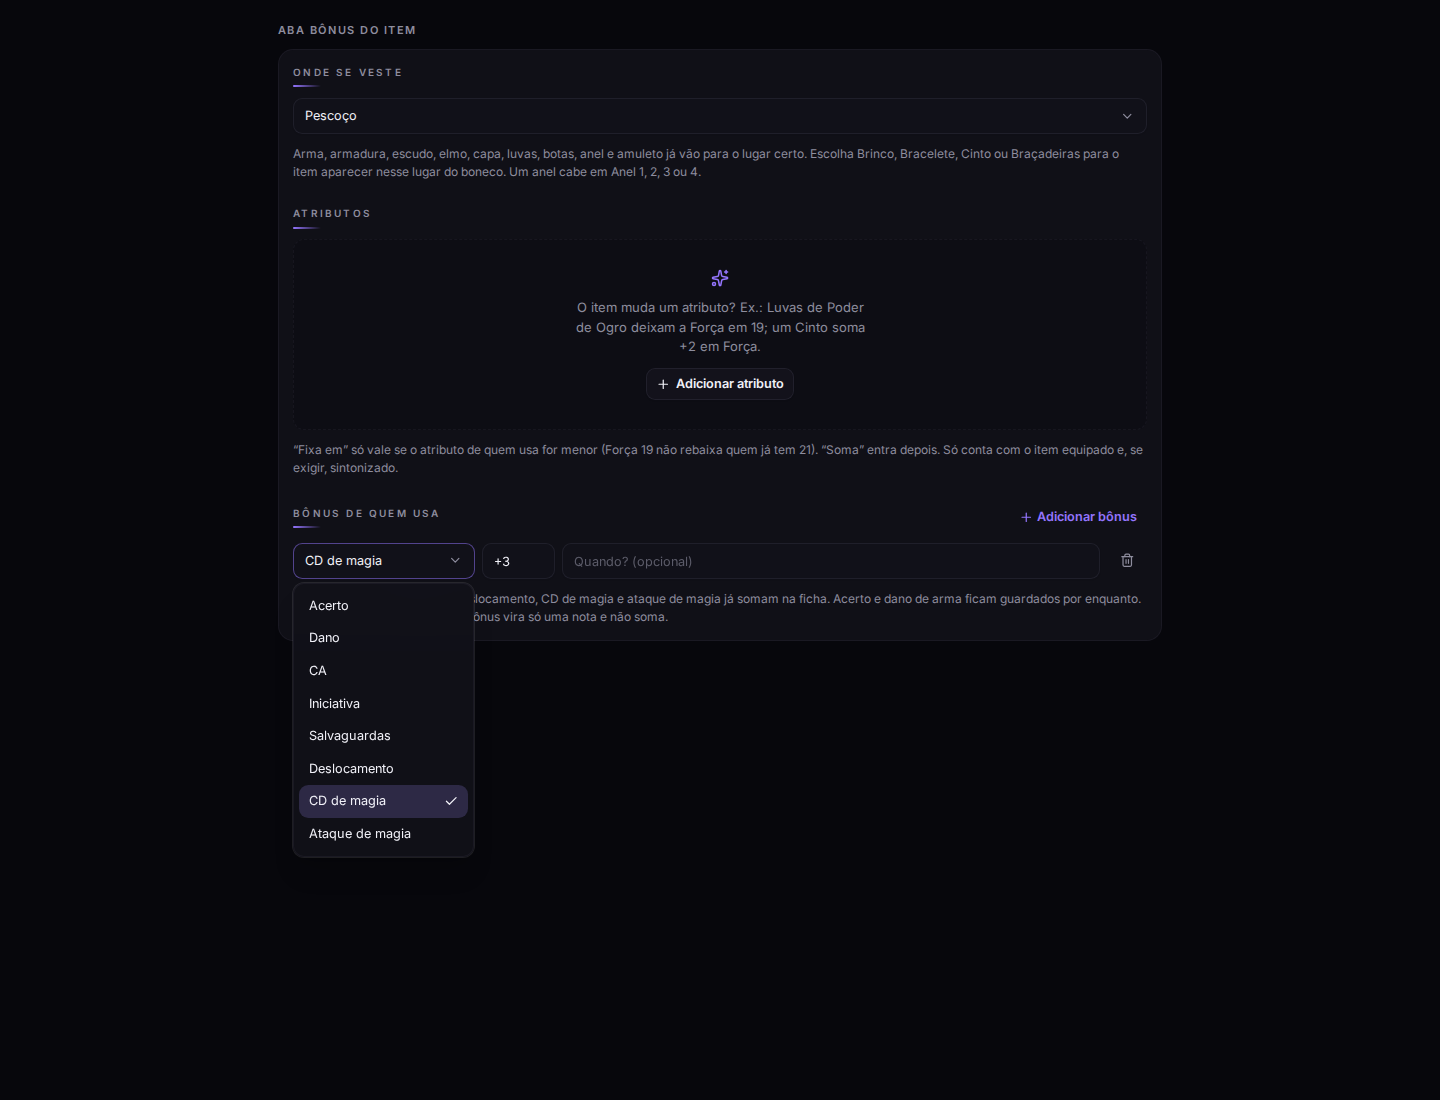 ABA BÔNUS DO ITEM
ONDE SE VESTE
Pescoço
Arma, armadura, escudo, elmo, capa, luvas, botas, anel e amuleto já vão para o lugar certo. Escolha Brinco, Bracelete, Cinto ou Braçadeiras para o
item aparecer nesse lugar do boneco. Um anel cabe em Anel 1, 2, 3 ou 4.
ATRIBUTOS
O item muda um atributo? Ex.: Luvas de Poder
de Ogro deixam a Força em 19; um Cinto soma
+2 em Força.
Adicionar atributo
“Fixa em” só vale se o atributo de quem usa for menor (Força 19 não rebaixa quem já tem 21). “Soma” entra depois. Só conta com o item equipado e, se
exigir, sintonizado.
BÔNUS DE QUEM USA
Adicionar bônus
CD de magia
+3
Quando? (opcional)
slocamento, CD de magia e ataque de magia já somam na ficha. Acerto e dano de arma ficam guardados por enquanto.
ônus vira só uma nota e não soma.
Acerto
Dano
CA
Iniciativa
Salvaguardas
Deslocamento
CD de magia
Ataque de magia